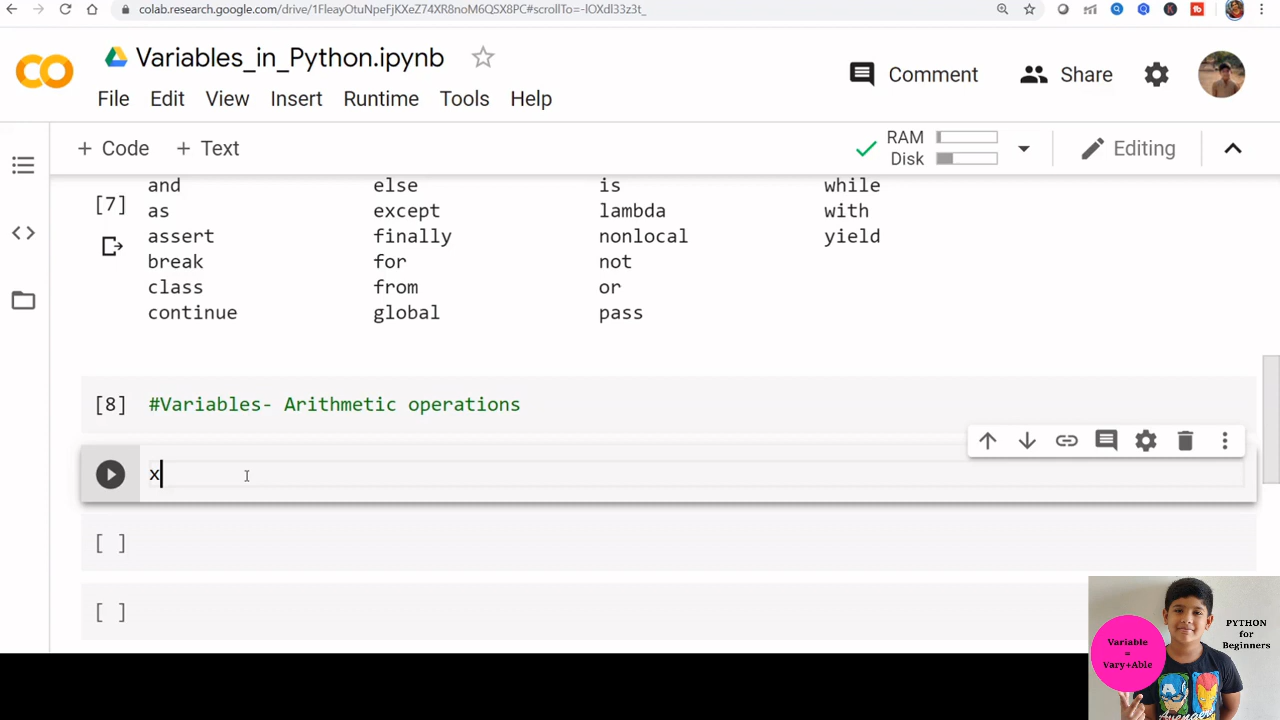 colab.research.google.com/drive/1FleayOtuNpeFjKXeZ74XR8noM6QSX8PC#scrollTo=-lOXdl33z3t_
Variables_in_Python.ipynb
Comment
Share
File Edit View Insert Runtime Tools Help
+ Code + Text
RAM
Disk
Editing
and else is while
[7]
as except lambda with
assert finally nonlocal yield
break for not
class from or
continue global pass
[8] #Variables- Arithmetic operations
x
[ ]
[ ]
Variable
=
Vary+Able
PYTHON
for
Beginners
A
Avengers